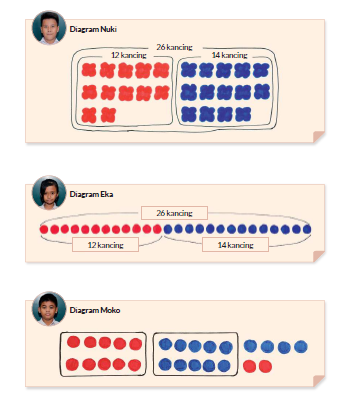 Diagram Nuki
26 kancing
12 kancing 14 kancing
Diagram Eka
26 kancing
12 kancing 14 kancing
Diagram Moko